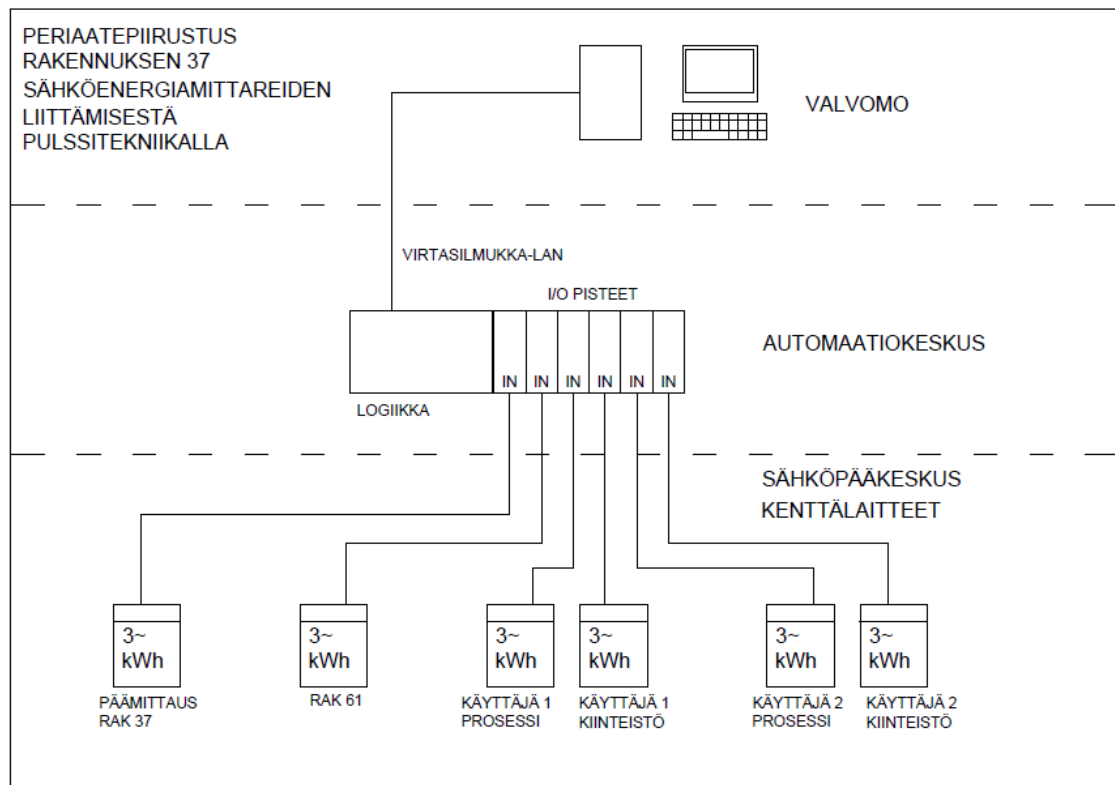 PERIAATEPIIRUSTUS
RAKENNUKSEN 37
SÄHKÖENERGIAMITTAREIDEN
LIITTÄMISESTÄ
PULSSITEKNIIKALLA
VALVOMO
VIRTASILMUKKA-LAN
I/O PISTEET
AUTOMAATIOKESKUS
IN IN IN IN IN IN
LOGIIKKA
SÄHKÖPÄÄKESKUS
KENTTÄLAITTEET
3~ 3~ 3~ 3~ 3~ 3~
kWh kWh kWh kWh kWh kWh
PÄÄMITTAUS
RAK 37
RAK 61
KÄYTTÄJÄ 1
PROSESSI
KÄYTTÄJÄ 1
KIINTEISTÖ
KÄYTTÄJÄ 2
PROSESSI
KÄYTTÄJÄ 2
KIINTEISTÖ